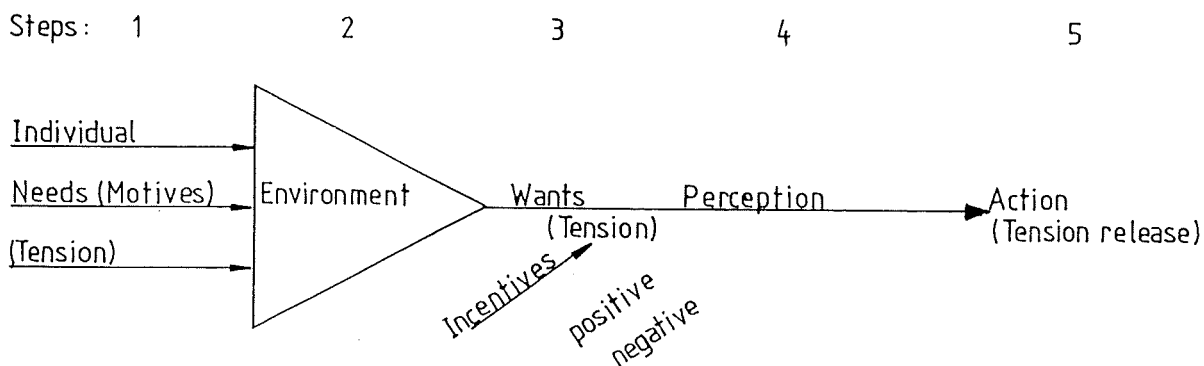 Steps: 1 2 3 4 5
Individual
Needs (Motives) Environment Wants Perception Action
(Tension) (Tension) (Tension release)
Incentives
positive
negative